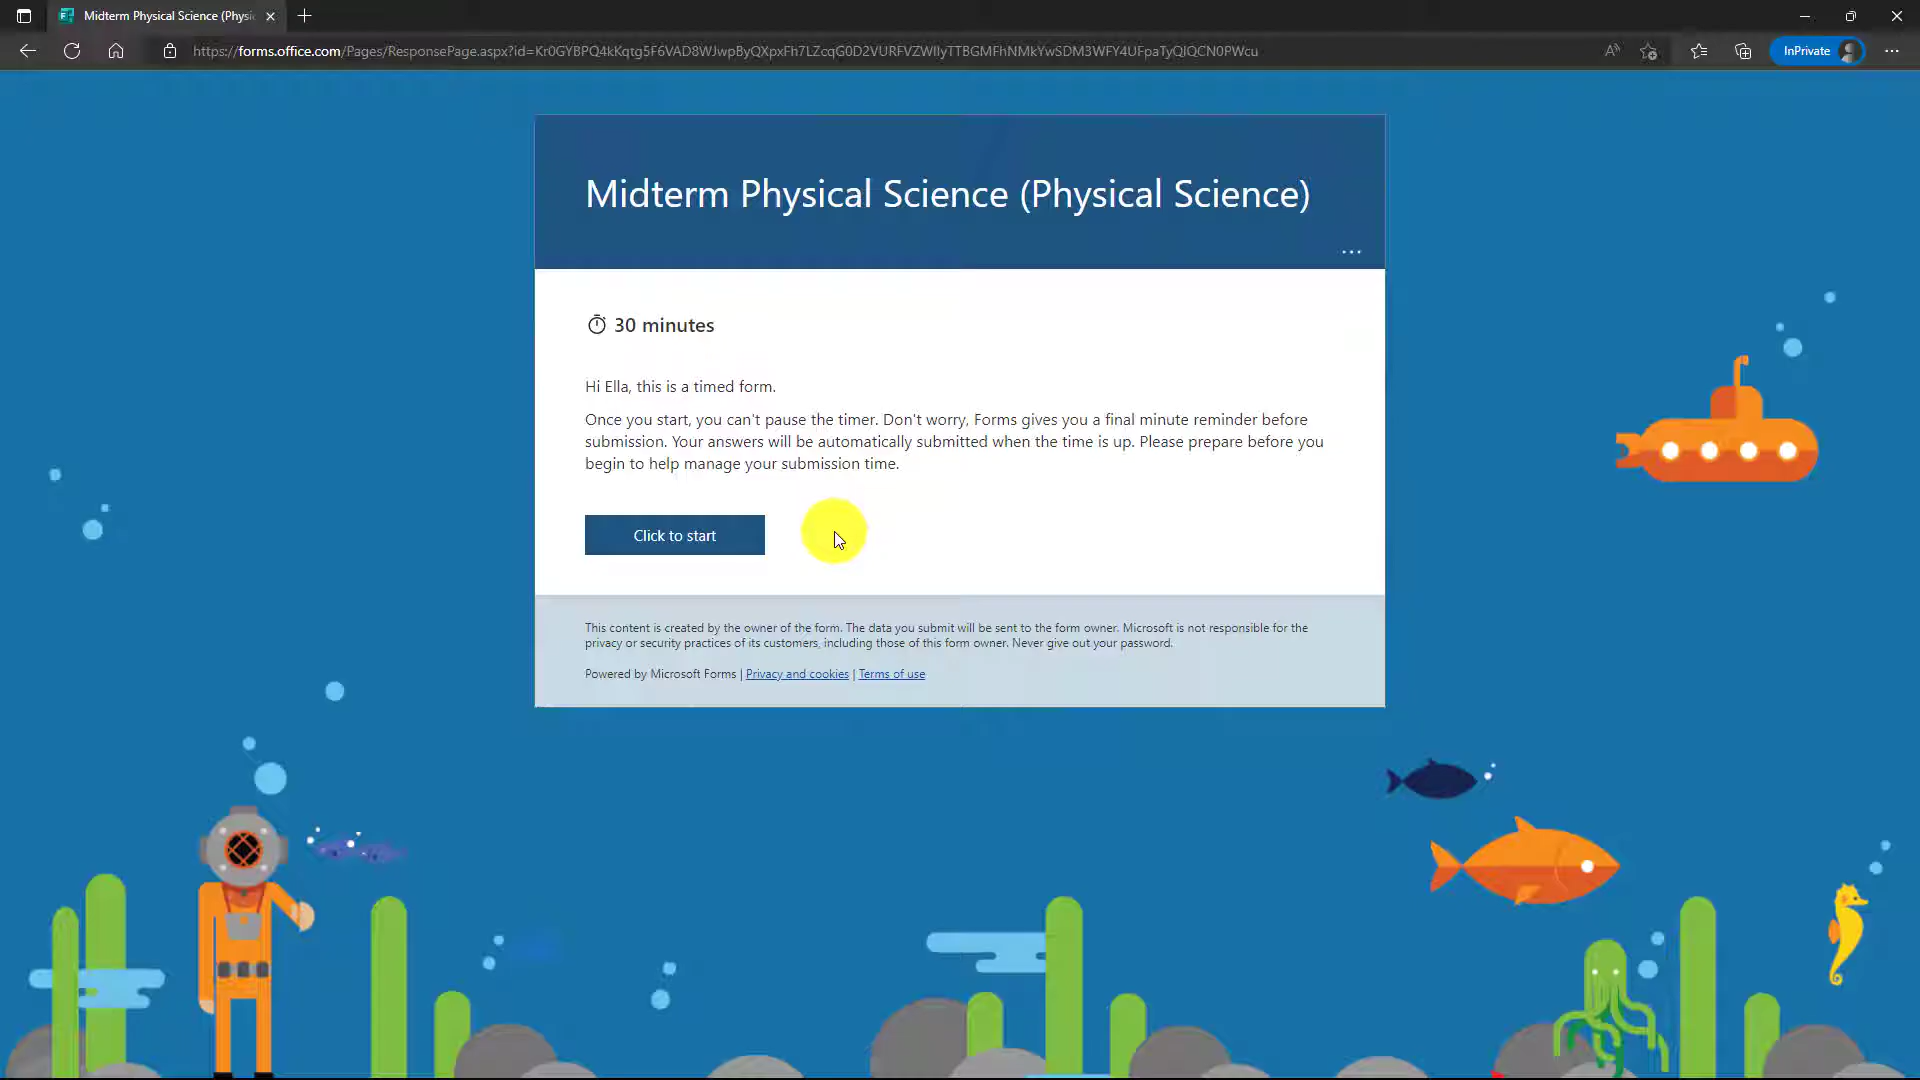 Midterm Physical Science (Physic
https://forms.office.com/Pages/ResponsePage.aspx?id=Kr0GYBPQ4kKqtg5F6VAD8WJwpByQXpxFh7LZcqG0D2VURFVZWllyTTBGMFhNMkYwSDM3WFY4UFpaTyQlQCN0PWcu
InPrivate
Midterm Physical Science (Physical Science)
30 minutes
Hi Ella, this is a timed form.
Once you start, you can't pause the timer. Don't worry, Forms gives you a final minute reminder before
submission. Your answers will be automatically submitted when the time is up. Please prepare before you
begin to help manage your submission time.
Click to start
This content is created by the owner of the form. The data you submit will be sent to the form owner. Microsoft is not responsible for the
privacy or security practices of its customers, including those of this form owner. Never give out your password.
Powered by Microsoft Forms | Privacy and cookies | Terms of use